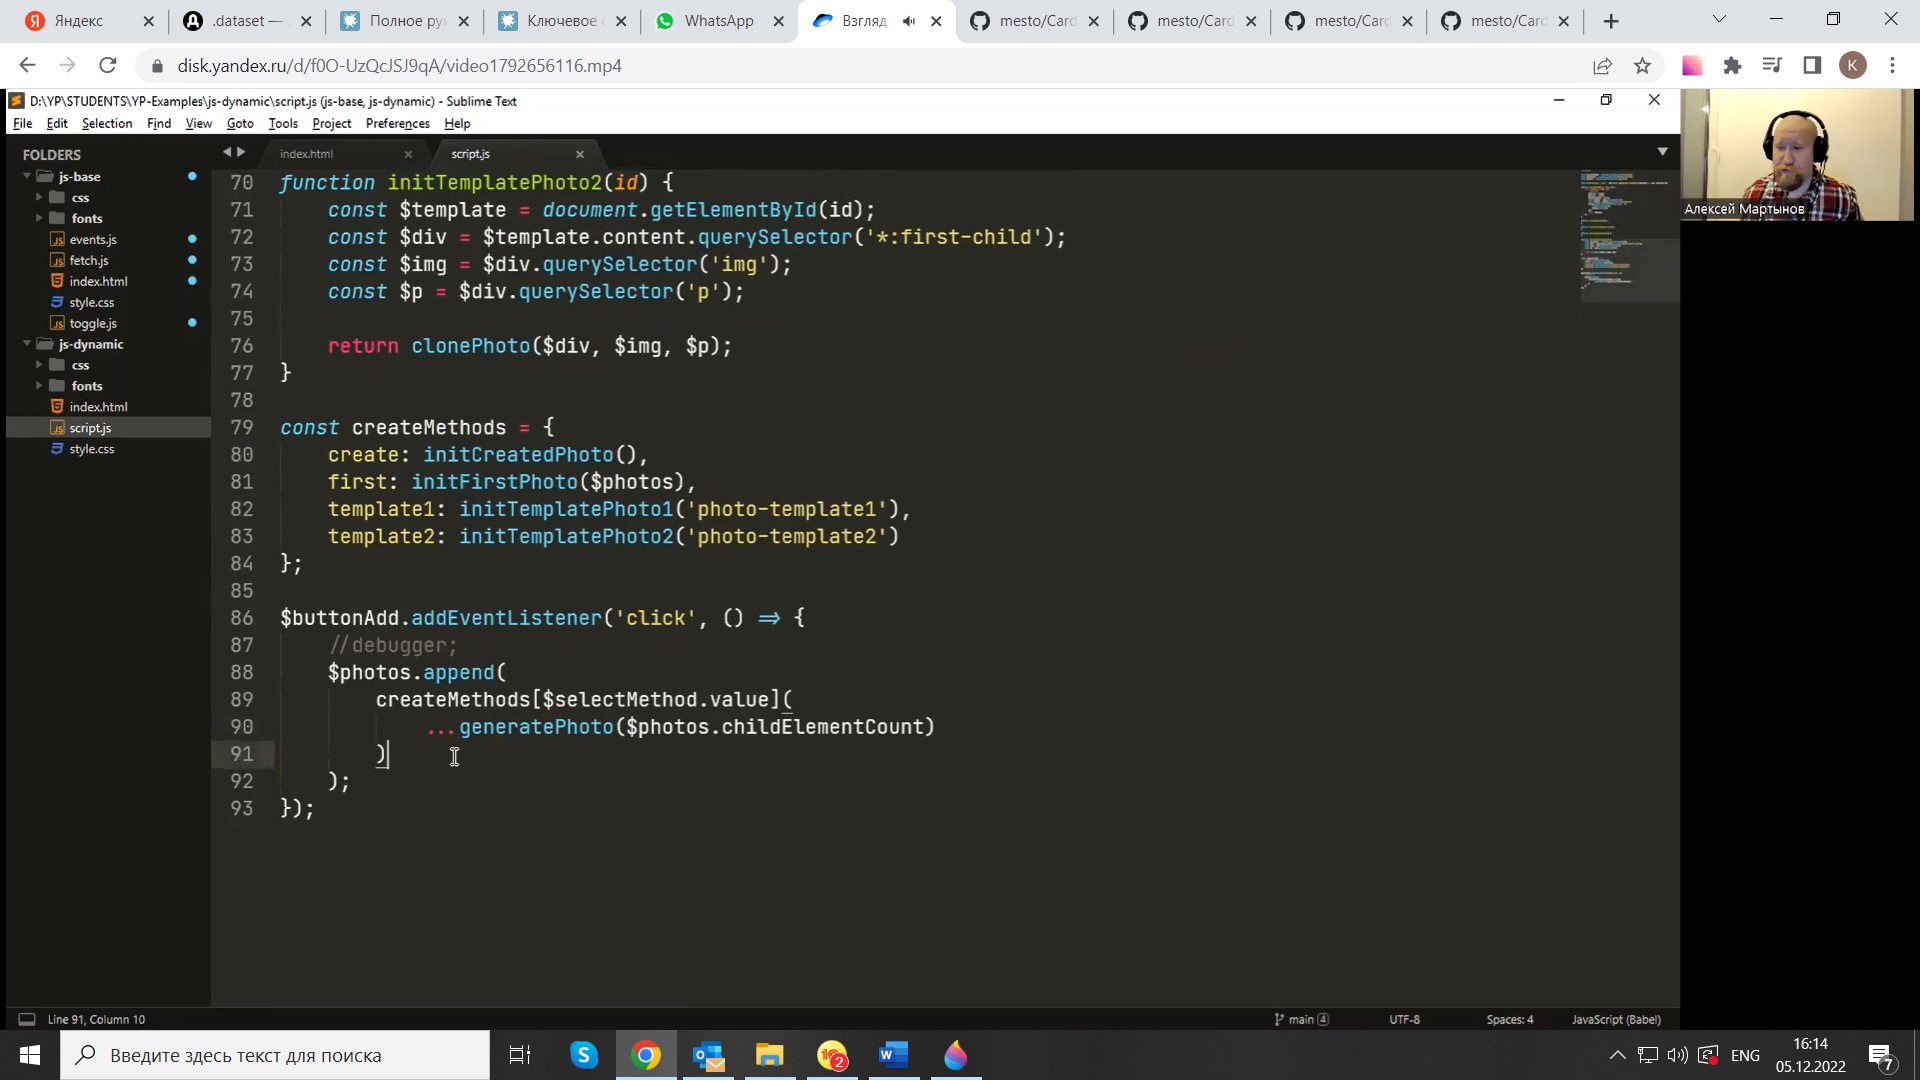 Яндекс
.dataset —
Полное рук
Ключевое с
WhatsApp
Взгляд
mesto/Card
mesto/Card
mesto/Card
mesto/Card
disk.yandex.ru/d/f0O-UzQcJSJ9qA/video1792656116.mp4
K
D:\YP\STUDENTS\YP-Examples\js-dynamic\script.js (js-base, js-dynamic) - Sublime Text
File Edit Selection Find View Goto Tools Project Preferences Help
FOLDERS
js-base
css
fonts
events.js
fetch.js
index.html
style.css
toggle.js
js-dynamic
css
fonts
index.html
script.js
style.css
index.html
script.js
70 function initTemplatePhoto2(id) {
71 const $template = document.getElementById(id);
72 const $div = $template.content.querySelector('*:first-child');
73 const $img = $div.querySelector('img');
74 const $p = $div.querySelector('p');
75
76 return clonePhoto($div, $img, $p);
77 }
78
79 const createMethods = {
80 create: initCreatedPhoto(),
81 first: initFirstPhoto($photos),
82 template1: initTemplatePhoto1('photo-template1'),
83 template2: initTemplatePhoto2('photo-template2')
84 };
85
86 $buttonAdd.addEventListener('click', () => {
87 //debugger;
88 $photos.append(
89 createMethods[$selectMethod.value](
90 ...generatePhoto($photos.childElementCount)
91 )
92 );
93 });
Алексей Мартынов
Line 91, Column 10
main 4
UTF-8
Spaces: 4
JavaScript (Babel)
Введите здесь текст для поиска
2
ENG
16:14
05.12.2022
7